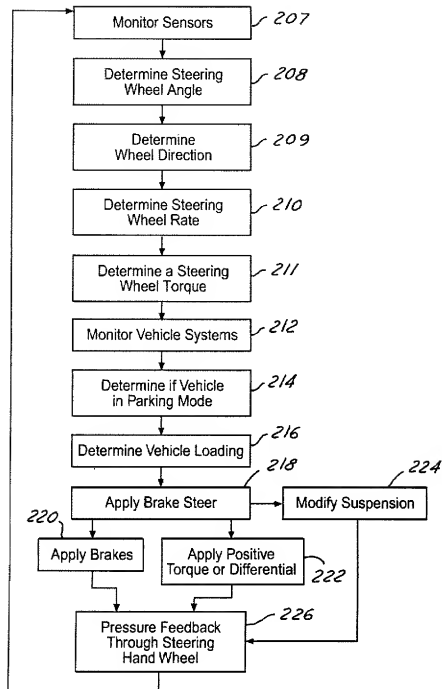 Monitor Sensors
207
Determine Steering
Wheel Angle
208
Determine
Wheel Direction
209
Determine Steering
Wheel Rate
210
Determine a Steering
Wheel Torque
211
Monitor Vehicle Systems
212
Determine if Vehicle
in Parking Mode
214
Determine Vehicle Loading
216
Apply Brake Steer
218
Modify Suspension
224
220
Apply Brakes
Apply Positive
Torque or Differential
222
Pressure Feedback
Through Steering
Hand Wheel
226